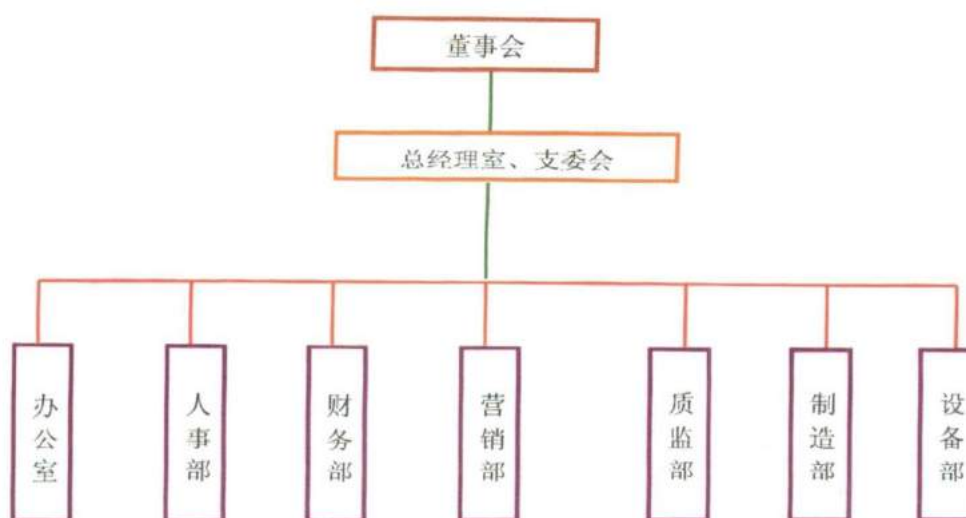 董事会
总经理室、支委会
办公室
人事部
财务部
营销部
质监部
制造部
设备部